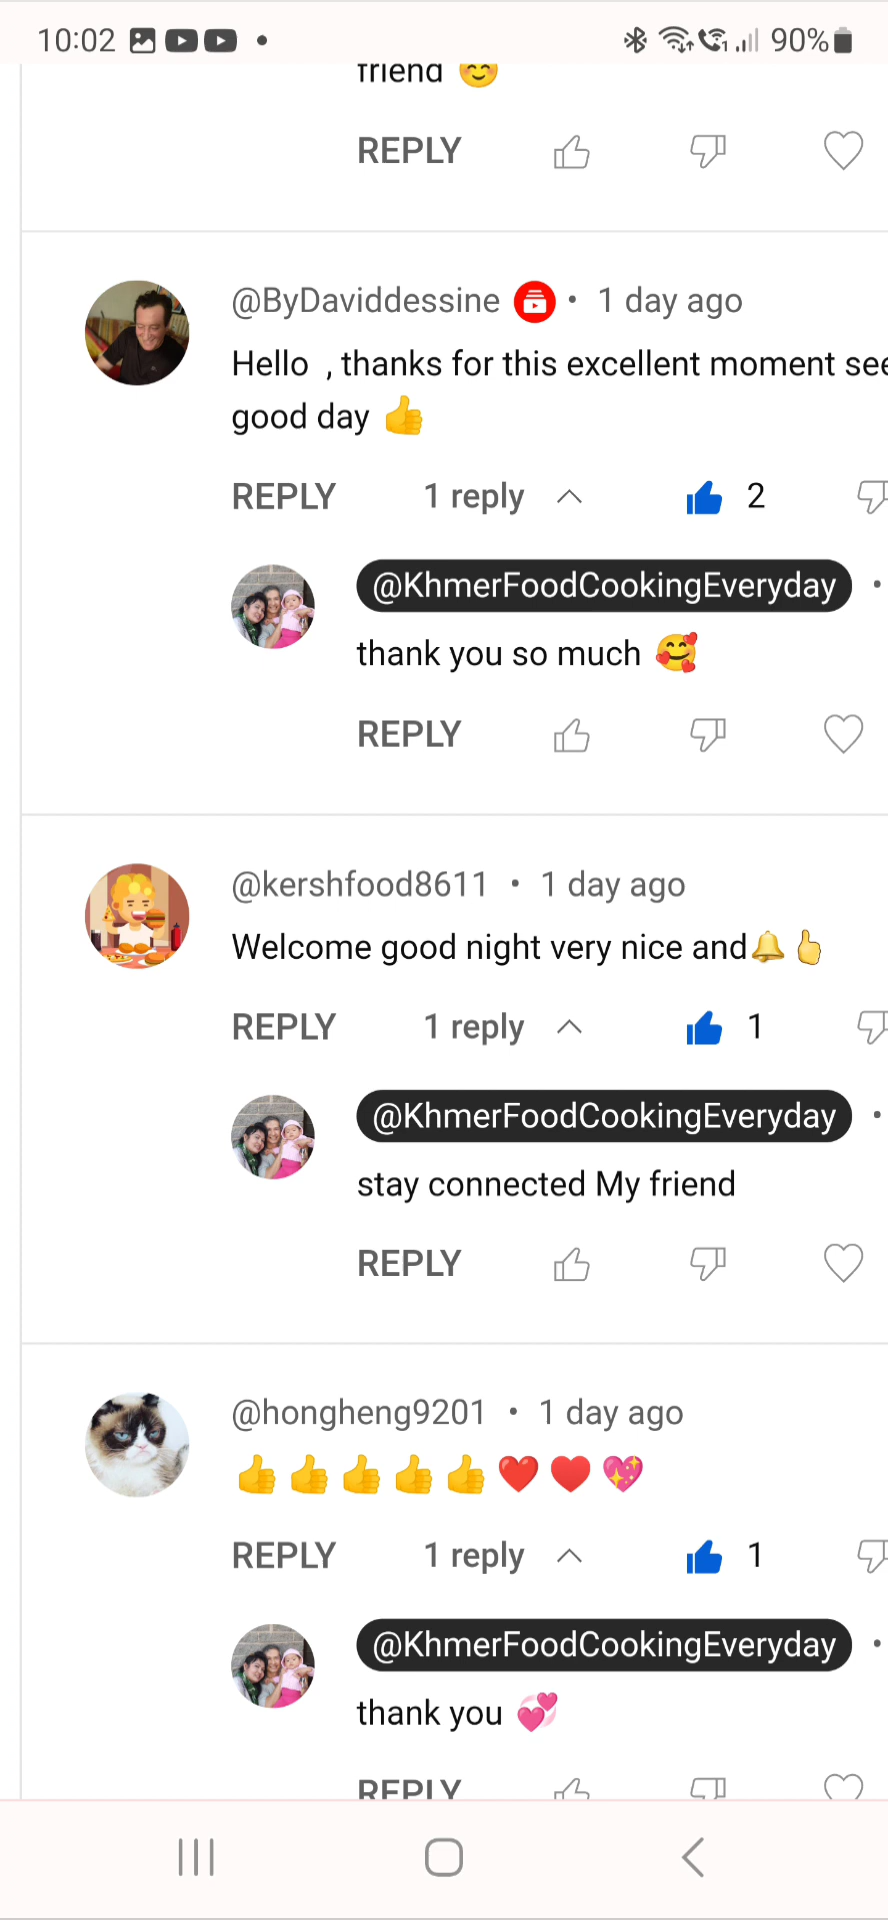 10:02 90%
friend 😊
REPLY
@ByDaviddessine • 1 day ago
Hello , thanks for this excellent moment
good day 👍
REPLY 1 reply 2
@KhmerFoodCookingEveryday •
thank you so much 🥰
REPLY
@kershfood8611 • 1 day ago
Welcome good night very nice and🔔👆
REPLY 1 reply 1
@KhmerFoodCookingEveryday •
stay connected My friend
REPLY
@hongheng9201 • 1 day ago
👍👍👍👍👍❤️♥️💖
REPLY 1 reply 1
@KhmerFoodCookingEveryday •
thank you 💞
REPLY